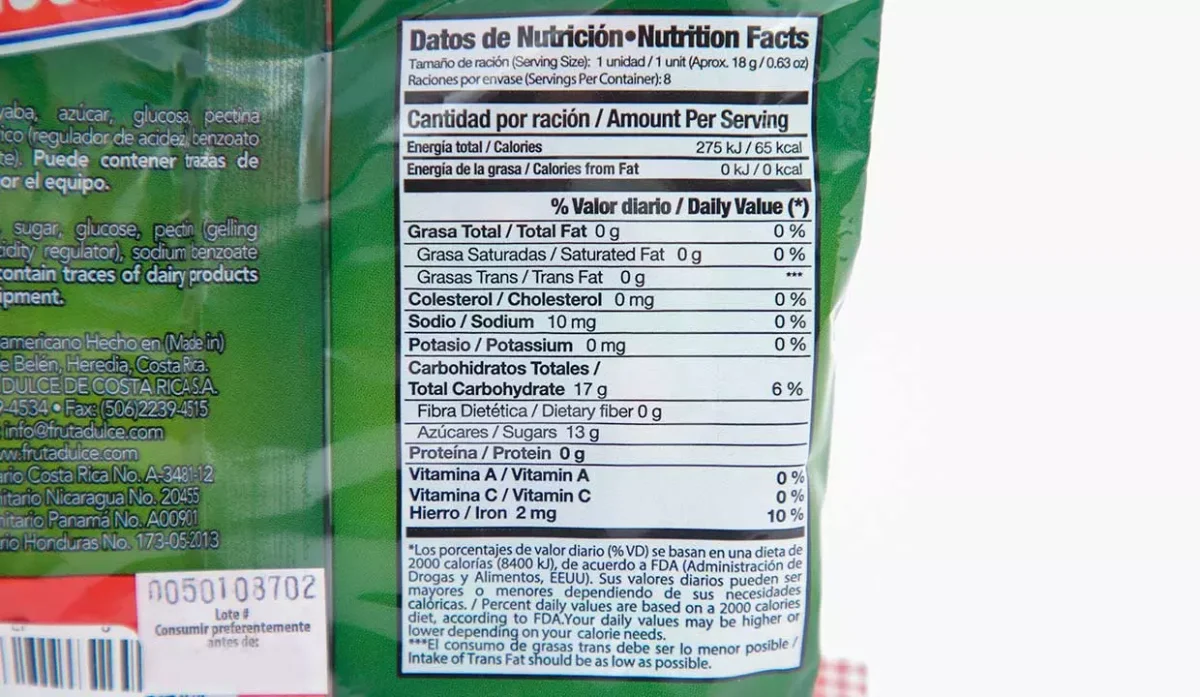 azúcar, glucosa, pectina
(regulador de acidez, benzoato
Puede contener trazas de
or el equipo.
sugar, glucose, pectin (gelling
regulator), sodium benzoate
contain traces of dairy products
americano Hecho en (Made in)
Belén, Heredia, Costa Rica.
DULCE DE COSTA RICA S.A.
-4534 • Fax: (506)2239-4515
info@frutadulce.com
w.frutadulce.com
Costa Rica No. A-3481-12
Nicaragua No. 20455
Panamá No. A00901
Honduras No. 173-05-2013
0050108702
Lote #
Consumir preferentemente
antes de:
Datos de Nutrición•Nutrition Facts
Tamaño de ración (Serving Size): 1 unidad / 1 unit (Aprox. 18 g / 0.63 oz)
Raciones por envase (Servings Per Container): 8
Cantidad por ración / Amount Per Serving
Energía total / Calories 275 kJ / 65 kcal
Energía de la grasa / Calories from Fat 0 kJ / 0 kcal
% Valor diario / Daily Value (*)
Grasa Total / Total Fat 0 g 0 %
Grasa Saturadas / Saturated Fat 0 g 0 %
Grasas Trans / Trans Fat 0 g ***
Colesterol / Cholesterol 0 mg 0 %
Sodio / Sodium 10 mg 0 %
Potasio / Potassium 0 mg 0 %
Carbohidratos Totales /
Total Carbohydrate 17 g 6 %
Fibra Dietética / Dietary fiber 0 g
Azúcares / Sugars 13 g
Proteína / Protein 0 g
Vitamina A / Vitamin A 0 %
Vitamina C / Vitamin C 0 %
Hierro / Iron 2 mg 10 %
*Los porcentajes de valor diario (% VD) se basan en una dieta de
2000 calorías (8400 kJ), de acuerdo a FDA (Administración de
Drogas y Alimentos, EEUU). Sus valores diarios pueden ser
mayores o menores dependiendo de sus necesidades
calóricas. / Percent daily values are based on a 2000 calories
diet, according to FDA.Your daily values may be higher or
lower depending on your calorie needs.
***El consumo de grasas trans debe ser lo menor posible /
Intake of Trans Fat should be as low as possible.